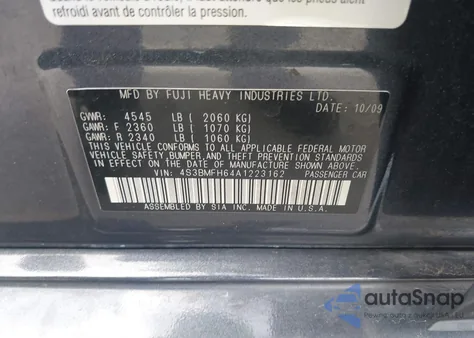 refroidi avant de contrôler la pression.
MFD BY FUJI HEAVY INDUSTRIES LTD.
DATE: 10/09
GVWR: 4545 LB ( 2060 KG)
GAWR: F 2360 LB ( 1070 KG)
GAWR: R 2340 LB ( 1060 KG)
THIS VEHICLE CONFORMS TO ALL APPLICABLE FEDERAL MOTOR
VEHICLE SAFETY, BUMPER, AND THEFT PREVENTION STANDARDS
IN EFFECT ON THE DATE OF MANUFACTURE SHOWN ABOVE.
VIN: 4S3BMFH64A1223162 PASSENGER CAR
ASSEMBLED BY SIA INC. MADE IN U.S.A.
autoSnap